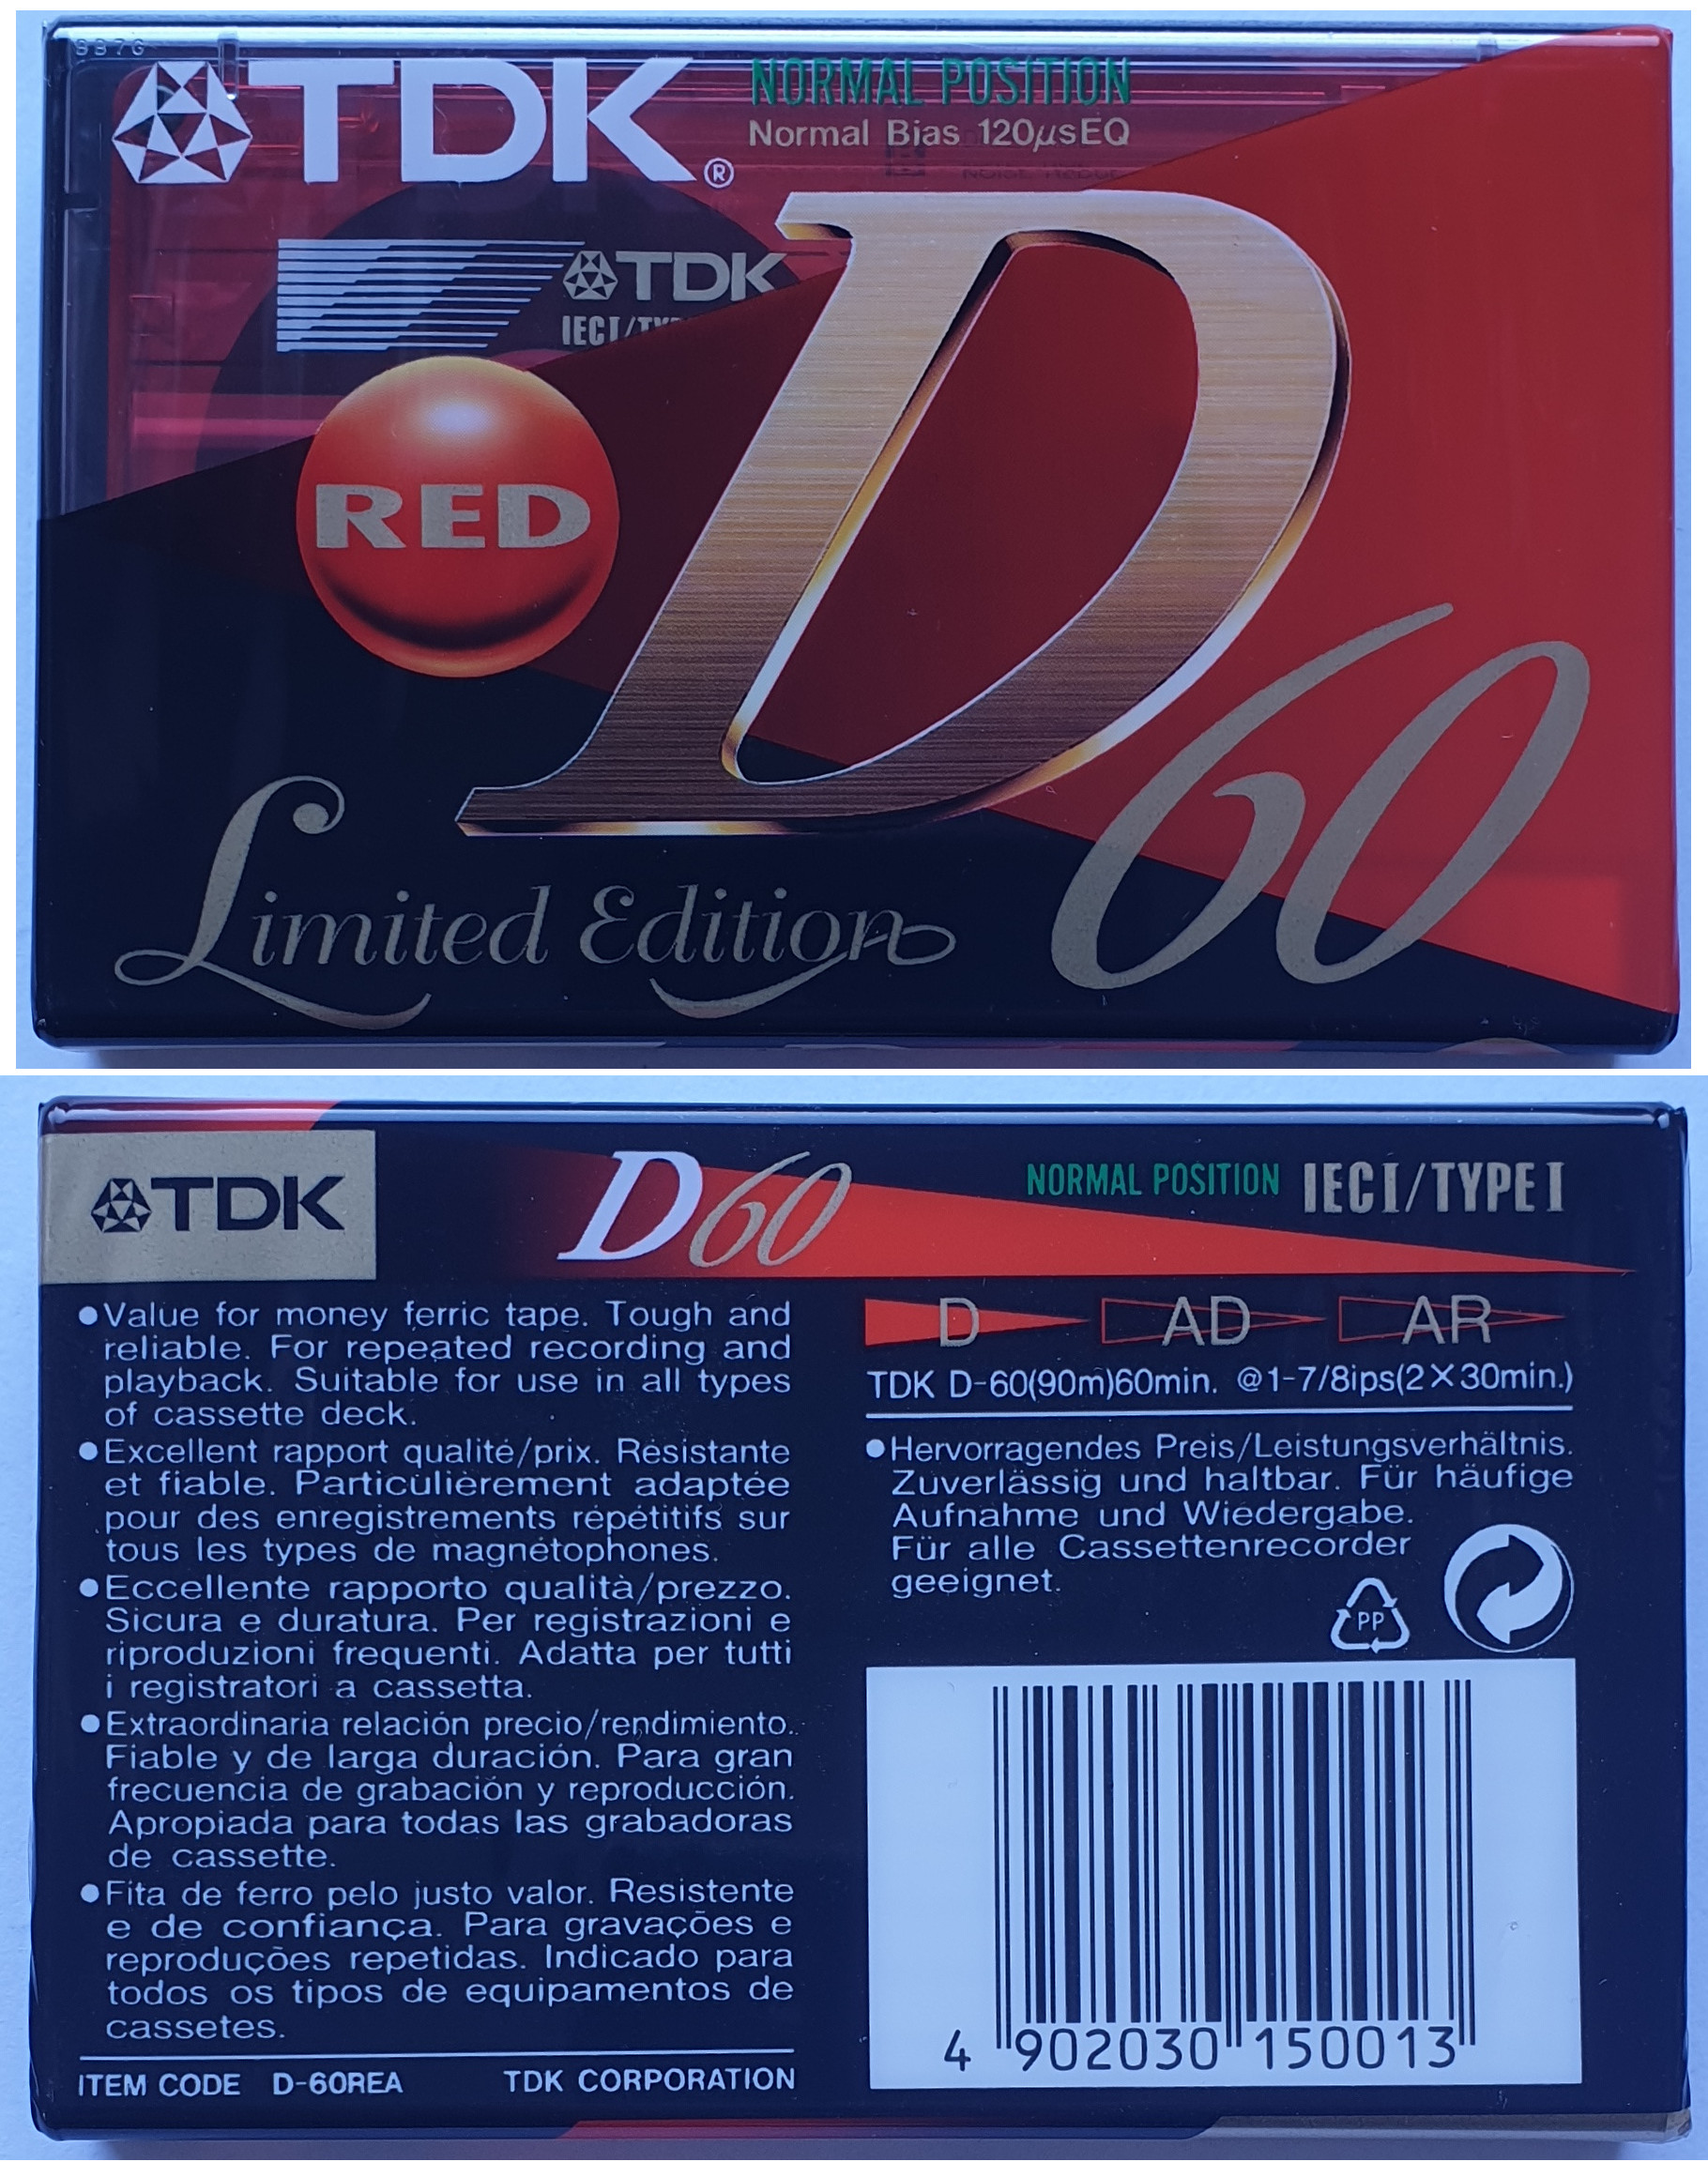 TDK®
NORMAL POSITION
Normal Bias 120μsEQ
TDK
IECI/
RED
D
60
Limited Edition
TDK
D60
NORMAL POSITION IECI/TYPE I
●Value for money ferric tape. Tough and
reliable. For repeated recording and
playback. Suitable for use in all types
of cassette deck.
●Excellent rapport qualité/prix. Résistante
et fiable. Particulièrement adaptée
pour des enregistrements répétitifs sur
tous les types de magnétophones.
●Eccellente rapporto qualità/prezzo.
Sicura e duratura. Per registrazioni e
riproduzioni frequenti. Adatta per tutti
i registratori a cassetta.
●Extraordinaria relación precio/rendimiento.
Fiable y de larga duración. Para gran
frecuencia de grabación y reproducción.
Apropiada para todas las grabadoras
de cassette.
●Fita de ferro pelo justo valor. Resistente
e de confiança. Para gravações e
reproduções repetidas. Indicado para
todos os tipos de equipamentos de
cassetes.
ITEM CODE D-60REA TDK CORPORATION
D AD AR
TDK D-60(90m)60min. @1-7/8ips(2×30min.)
●Hervorragendes Preis/Leistungsverhältnis.
Zuverlässig und haltbar. Für häufige
Aufnahme und Wiedergabe.
Für alle Cassettenrecorder
geeignet.
PP
4 902030 150013